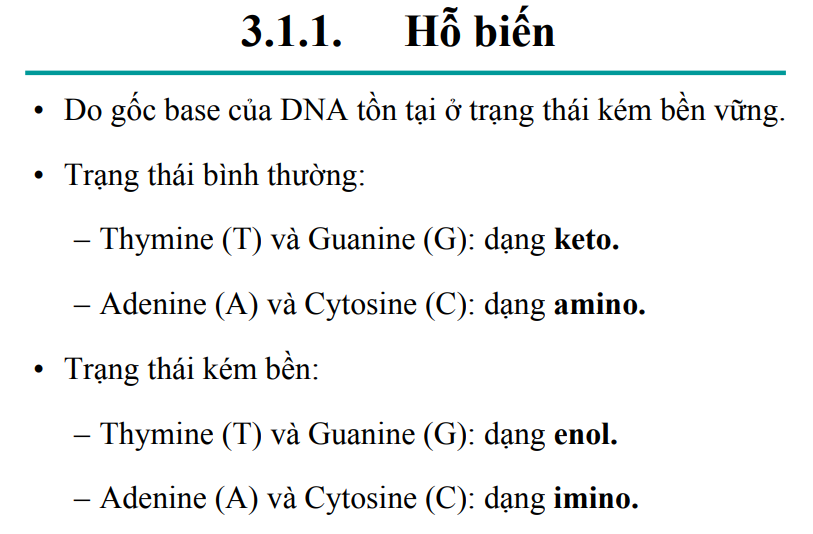 3.1.1. Hỗ biến
• Do gốc base của DNA tồn tại ở trạng thái kém bền vững.
• Trạng thái bình thường:
– Thymine (T) và Guanine (G): dạng keto.
– Adenine (A) và Cytosine (C): dạng amino.
• Trạng thái kém bền:
– Thymine (T) và Guanine (G): dạng enol.
– Adenine (A) và Cytosine (C): dạng imino.